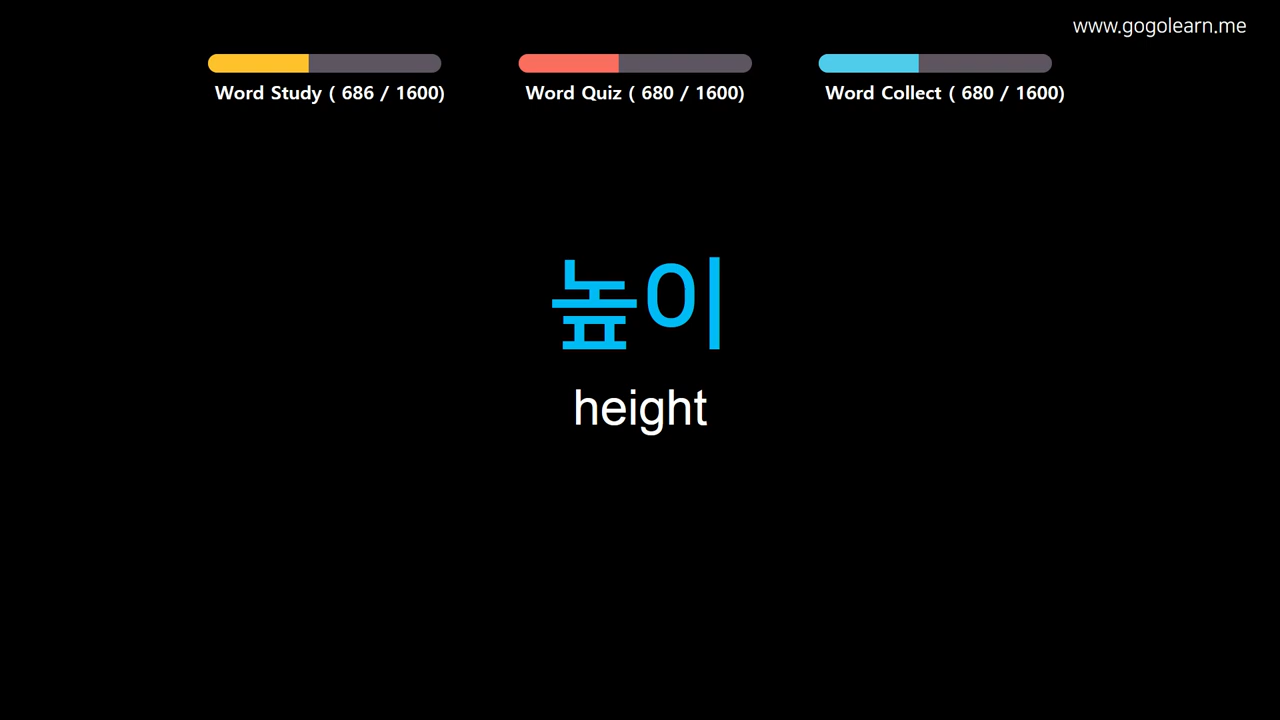 www.gogolearn.me
Word Study ( 686 / 1600)
Word Quiz ( 680 / 1600)
Word Collect ( 680 / 1600)
높이
height